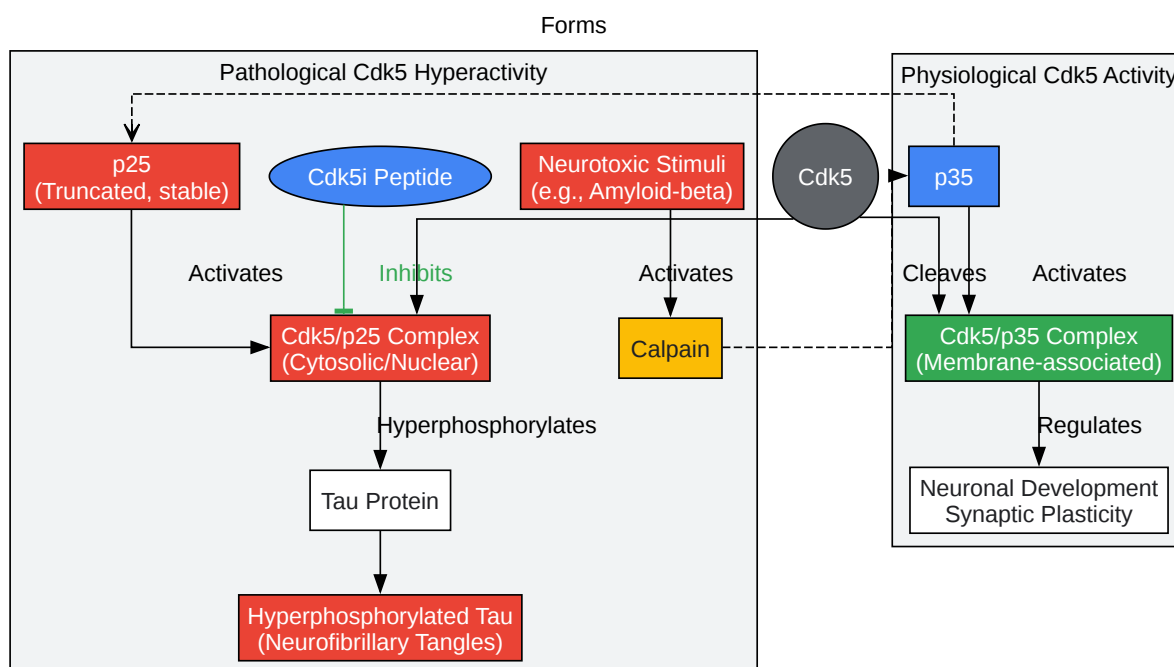 Forms
Pathological Cdk5 Hyperactivity
Physiological Cdk5 Activity
p25
(Truncated, stable)
Cdk5i Peptide
Neurotoxic Stimuli
(e.g., Amyloid-beta)
Cdk5
p35
Activates
Inhibits
Activates
Cleaves
Activates
Cdk5/p25 Complex
(Cytosolic/Nuclear)
Calpain
Cdk5/p35 Complex
(Membrane-associated)
Hyperphosphorylates
Regulates
Tau Protein
Neuronal Development
Synaptic Plasticity
Hyperphosphorylated Tau
(Neurofibrillary Tangles)